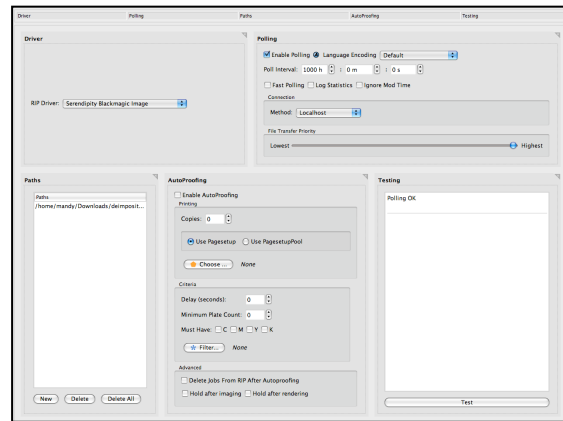 Driver Polling Paths AutoProofing Testing
Driver
RIP Driver: Serendipity Blackmagic Image
Polling
Enable Polling Language Encoding Default
Poll Interval: 1000 h : 0 m : 0 s
Fast Polling Log Statistics Ignore Mod Time
Connection
Method: Localhost
File Transfer Priority
Lowest Highest
Paths
Paths
/home/mandy/Downloads/deimposit...
New Delete Delete All
AutoProofing
Enable AutoProofing
Printing
Copies: 0
Use Pagesetup Use PagesetupPool
Choose ... None
Criteria
Delay (seconds): 0
Minimum Plate Count: 0
Must Have: C M Y K
Filter... None
Advanced
Delete Jobs From RIP After Autoproofing
Hold after imaging Hold after rendering
Testing
Polling OK
Test